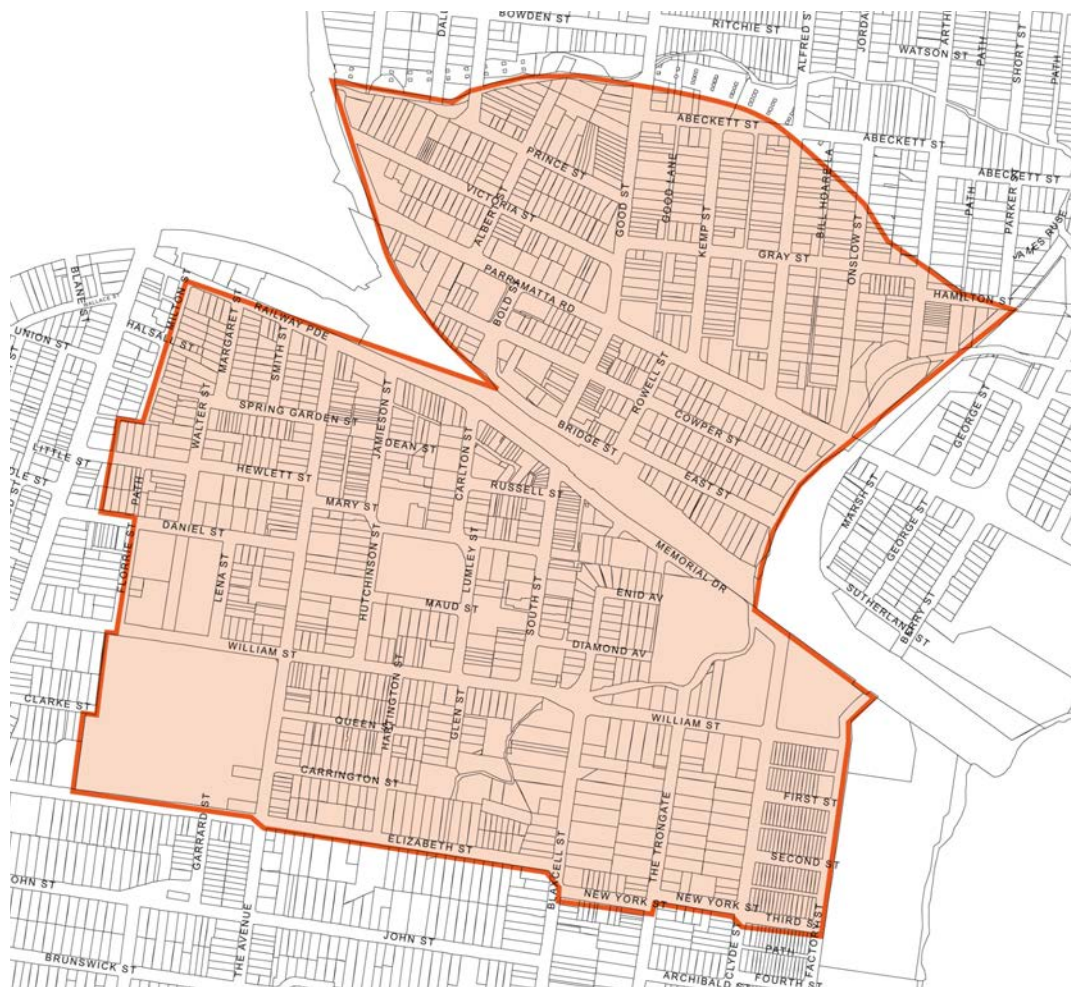 BOWDEN ST
RITCHIE ST
ALFRED S
WATSON ST
PATH
SHORT ST
PATH
ABECKETT ST
ABECKETT ST
ABECKETT ST
PRINCE ST
VICTORIA ST
GOOD ST
GOOD LANE
KEMP ST
BILL HOARE LA
ONSLOW ST
PATH
PARKER ST
JAMES RUSE
GRAY ST
HAMILTON ST
PARRAMATTA RD
BOLD ST
BLANE ST
UNION ST
HALSALL ST
MILTON ST
MARGARET ST
SMITH ST
RAILWAY PDE
WALTER ST
SPRING GARDEN ST
JAMIESON ST
DEAN ST
CARLTON ST
ROWELL ST
COWPER ST
BRIDGE ST
EAST ST
GEORGE ST
LITTLE ST
HEWLETT ST
PATH
MARY ST
RUSSELL ST
MARSH ST
GEORGE ST
DANIEL ST
FLORRIE ST
LENA ST
HUTCHINSON ST
LUMLEY ST
MEMORIAL DR
SOUTH ST
ENID AV
MAUD ST
SUTHERLAND ST
BERRY ST
WILLIAM ST
DIAMOND AV
CLARKE ST
QUEEN
HARTINGTON ST
GLEN ST
WILLIAM ST
CARRINGTON ST
FIRST ST
GARRARD ST
ELIZABETH ST
BLAXCELL ST
THE TRONGATE
SECOND ST
NEW YORK ST
NEW YORK ST
THIRD S
FACTORY ST
OHN ST
THE AVENUE
JOHN ST
CLYDE S
PATH
BRUNSWICK ST
ARCHIBALD S
FOURTH ST